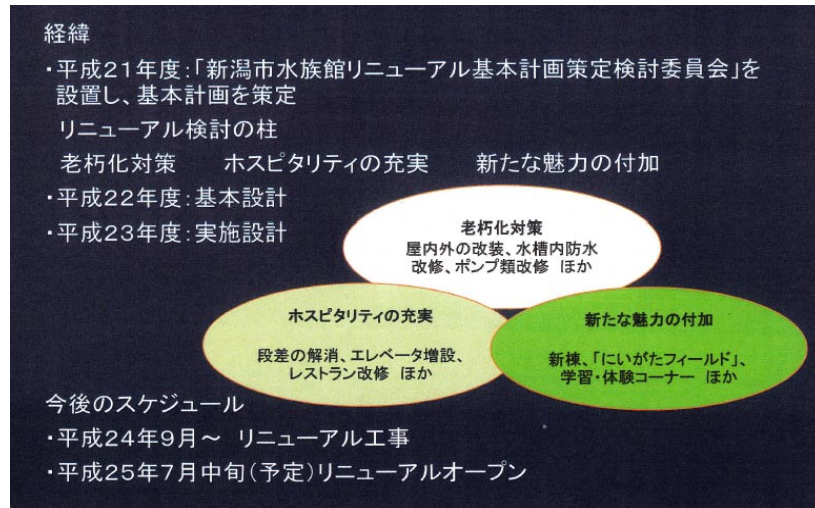 経緯
・平成21年度：「新潟市水族館リニューアル基本計画策定検討委員会」を
設置し、基本計画を策定
リニューアル検討の柱
老朽化対策　ホスピタリティの充実　新たな魅力の付加
・平成22年度：基本設計
・平成23年度：実施設計
老朽化対策
屋内外の改装、水槽内防水
改修、ポンプ類改修　ほか
ホスピタリティの充実
段差の解消、エレベータ増設、
レストラン改修　ほか
新たな魅力の付加
新棟、「にいがたフィールド」、
学習・体験コーナー　ほか
今後のスケジュール
・平成24年9月～　リニューアル工事
・平成25年7月中旬（予定）リニューアルオープン